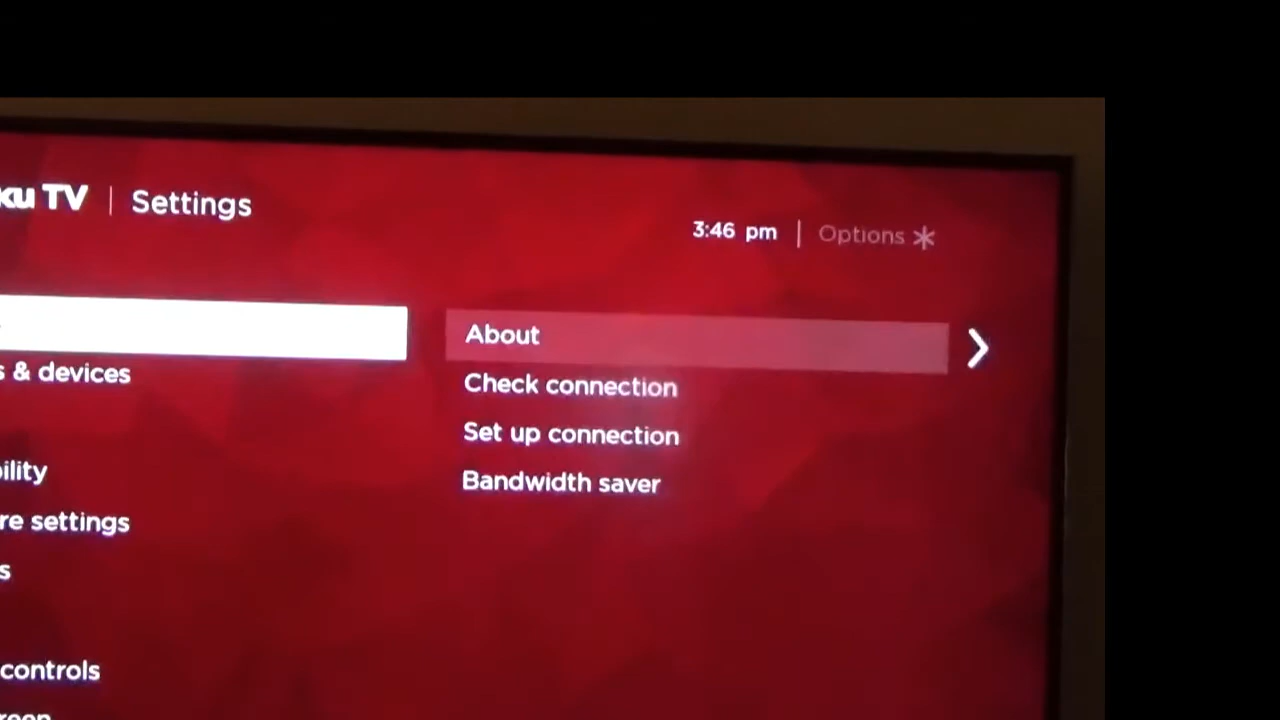 ku TV | Settings
3:46 pm | Options *
About
s & devices
Check connection
Set up connection
bility
Bandwidth saver
re settings
s
controls